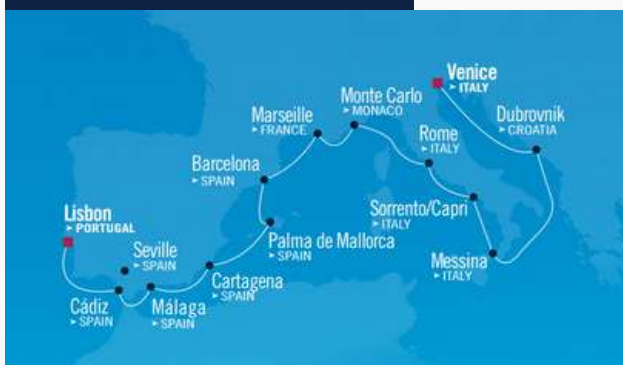 Venice
▸ ITALY
Monte Carlo
▸ MONACO
Marseille
▸ FRANCE
Dubrovnik
▸ CROATIA
Rome
▸ ITALY
Barcelona
▸ SPAIN
Sorrento/Capri
▸ ITALY
Lisbon
▸ PORTUGAL
Palma de Mallorca
▸ SPAIN
Seville
▸ SPAIN
Messina
▸ ITALY
Cartagena
▸ SPAIN
Cádiz
▸ SPAIN
Málaga
▸ SPAIN